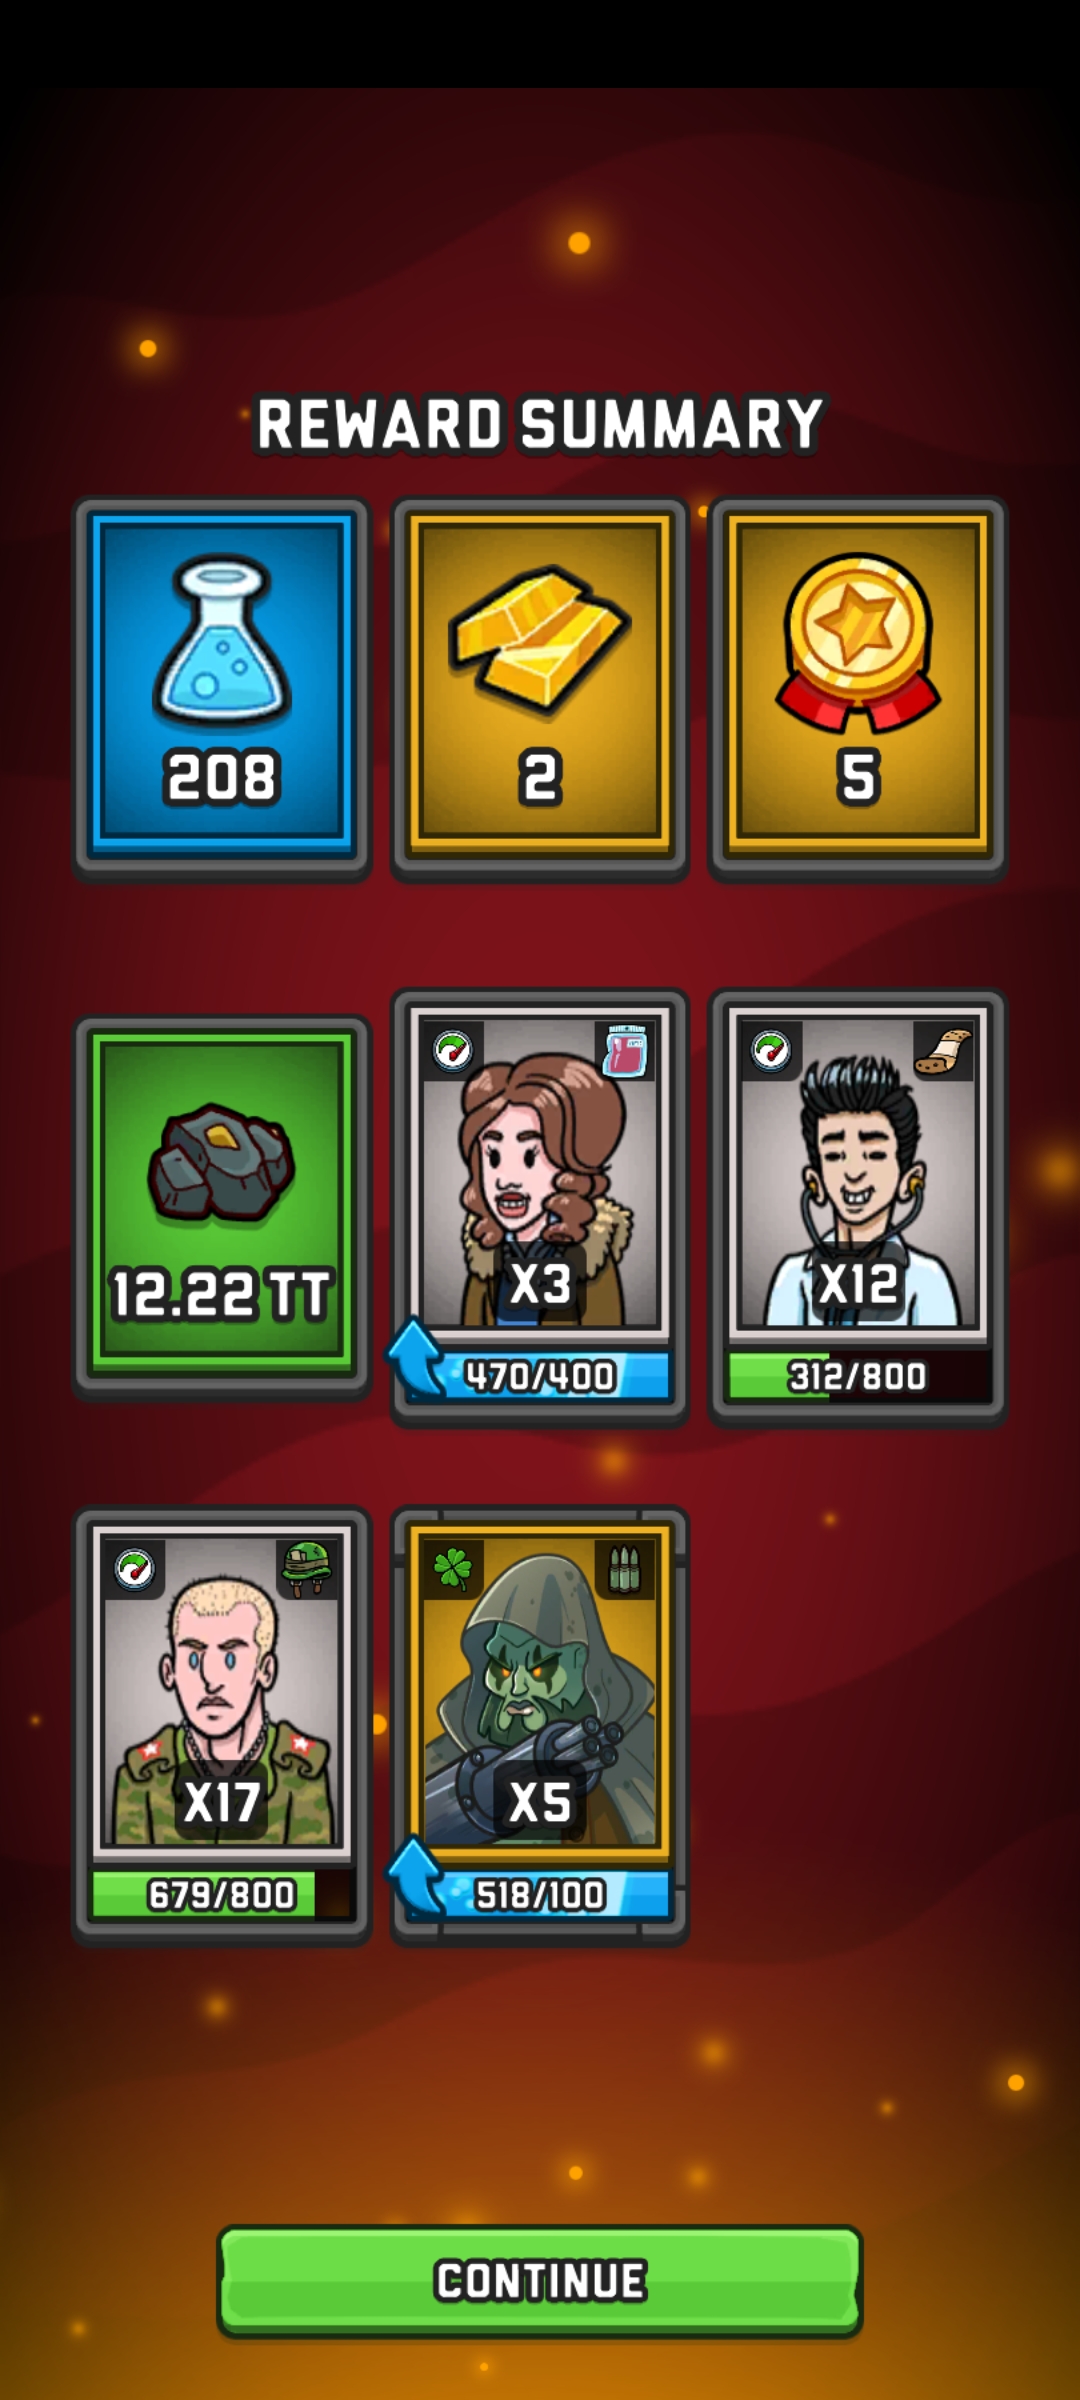 REWARD SUMMARY
208
2
5
12.22 TT
X3
470/400
X12
312/800
X17
679/800
X5
518/100
CONTINUE